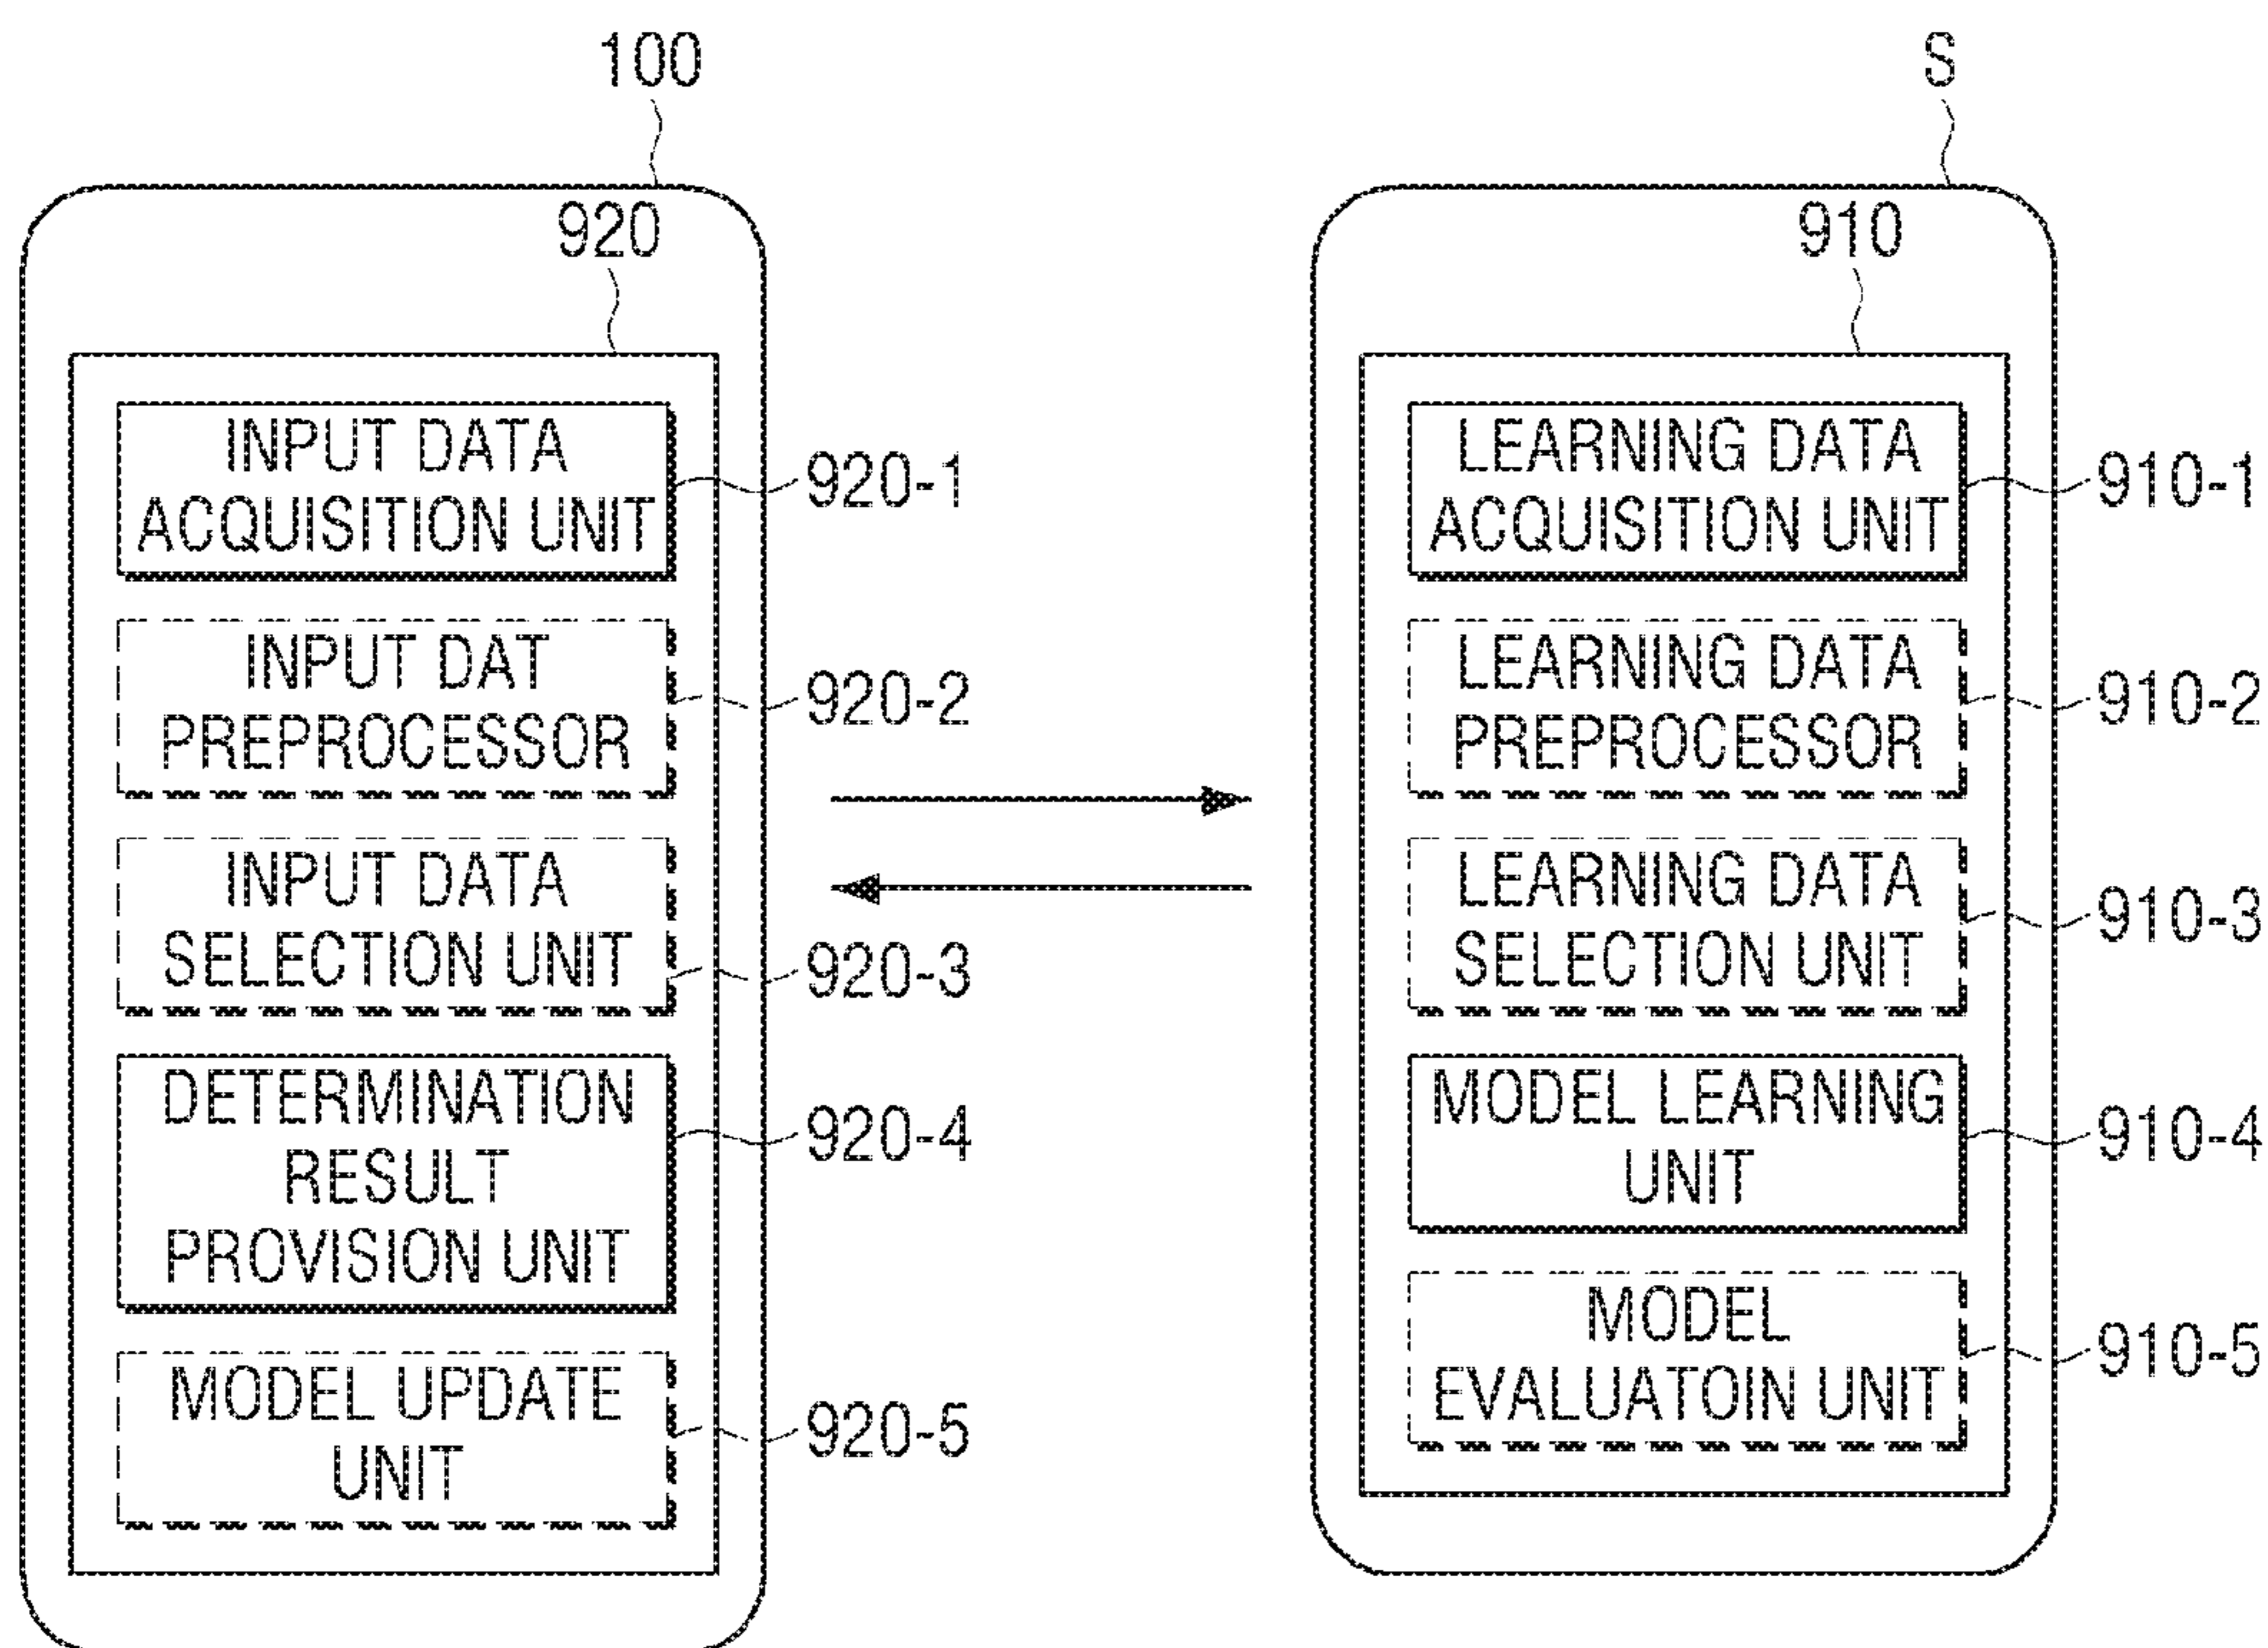 100
920
INPUT DATA
ACQUISITION UNIT
920-1
INPUT DAT
PREPROCESSOR
920-2
INPUT DATA
SELECTION UNIT
920-3
DETERMINATION
RESULT
PROVISION UNIT
920-4
MODEL UPDATE
UNIT
920-5
S
910
LEARNING DATA
ACQUISITION UNIT
910-1
LEARNING DATA
PREPROCESSOR
910-2
LEARNING DATA
SELECTION UNIT
910-3
MODEL LEARNING
UNIT
910-4
MODEL
EVALUATOIN UNIT
910-5